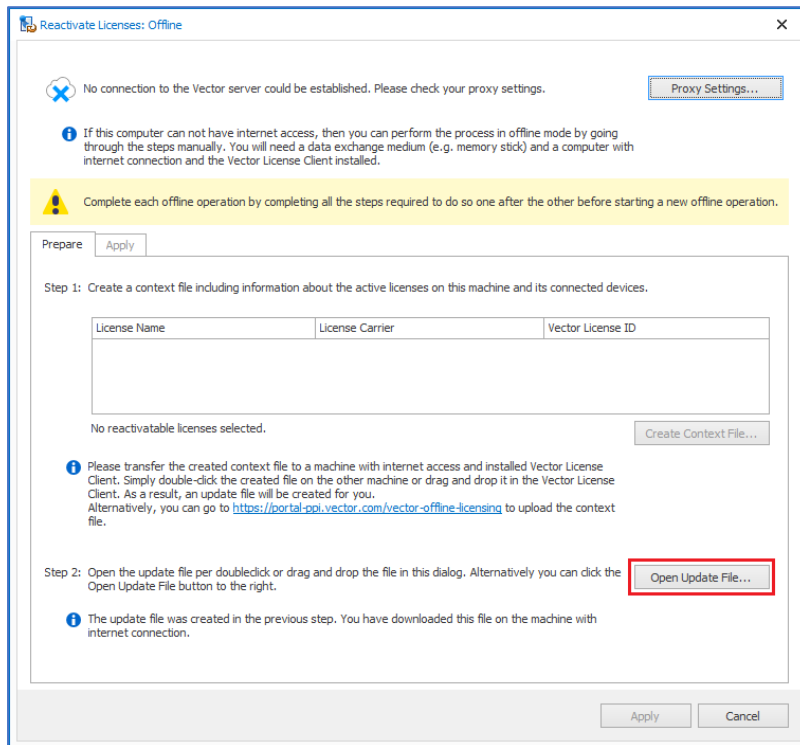 Reactivate Licenses: Offline
No connection to the Vector server could be established. Please check your proxy settings.
Proxy Settings...
If this computer can not have internet access, then you can perform the process in offline mode by going
through the steps manually. You will need a data exchange medium (e.g. memory stick) and a computer with
internet connection and the Vector License Client installed.
Complete each offline operation by completing all the steps required to do so one after the other before starting a new offline operation.
Prepare Apply
Step 1: Create a context file including information about the active licenses on this machine and its connected devices.
License Name License Carrier Vector License ID
No reactivatable licenses selected.
Create Context File...
Please transfer the created context file to a machine with internet access and installed Vector License
Client. Simply double-click the created file on the other machine or drag and drop it in the Vector License
Client. As a result, an update file will be created for you.
Alternatively, you can go to https://portal-ppi.vector.com/vector-offline-licensing to upload the context
file.
Step 2: Open the update file per doubleclick or drag and drop the file in this dialog. Alternatively you can click the
Open Update File button to the right.
Open Update File...
The update file was created in the previous step. You have downloaded this file on the machine with
internet connection.
Apply Cancel